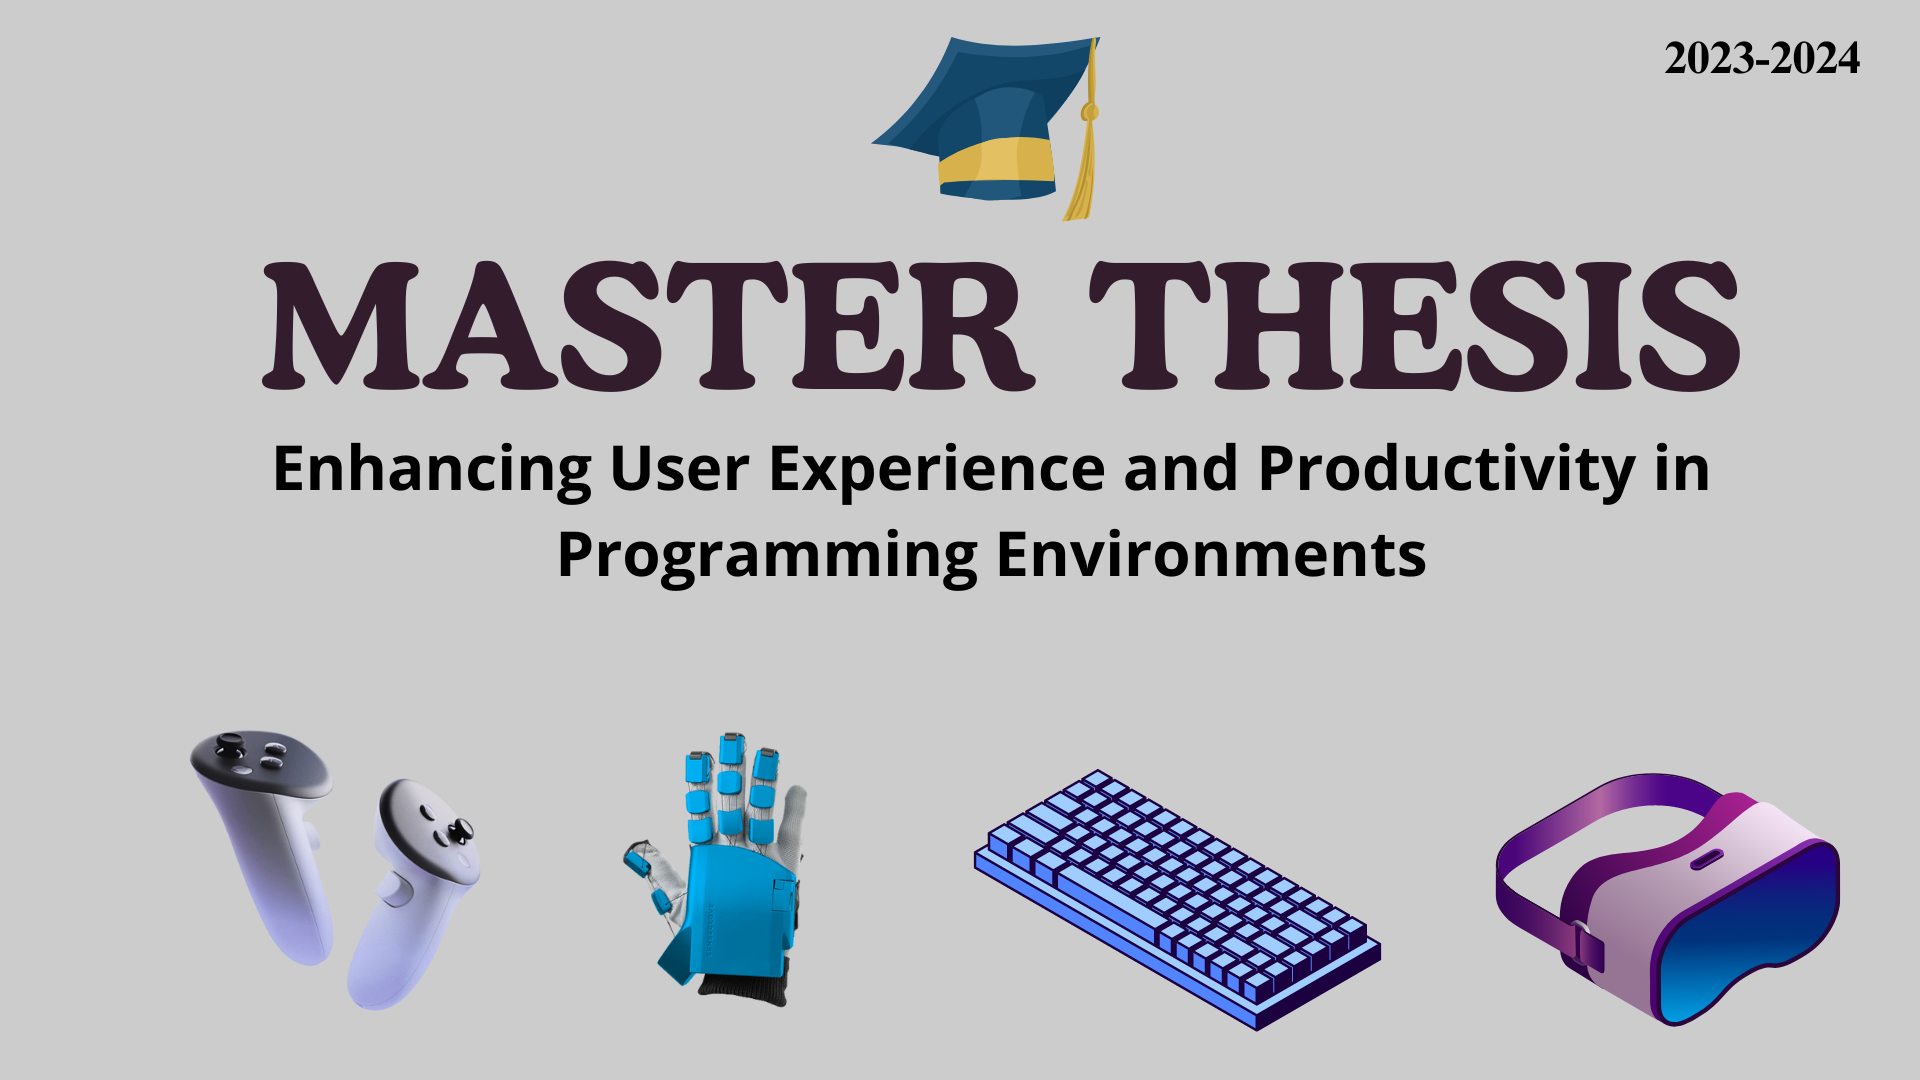 2023-2024
MASTER THESIS
Enhancing User Experience and Productivity in
Programming Environments